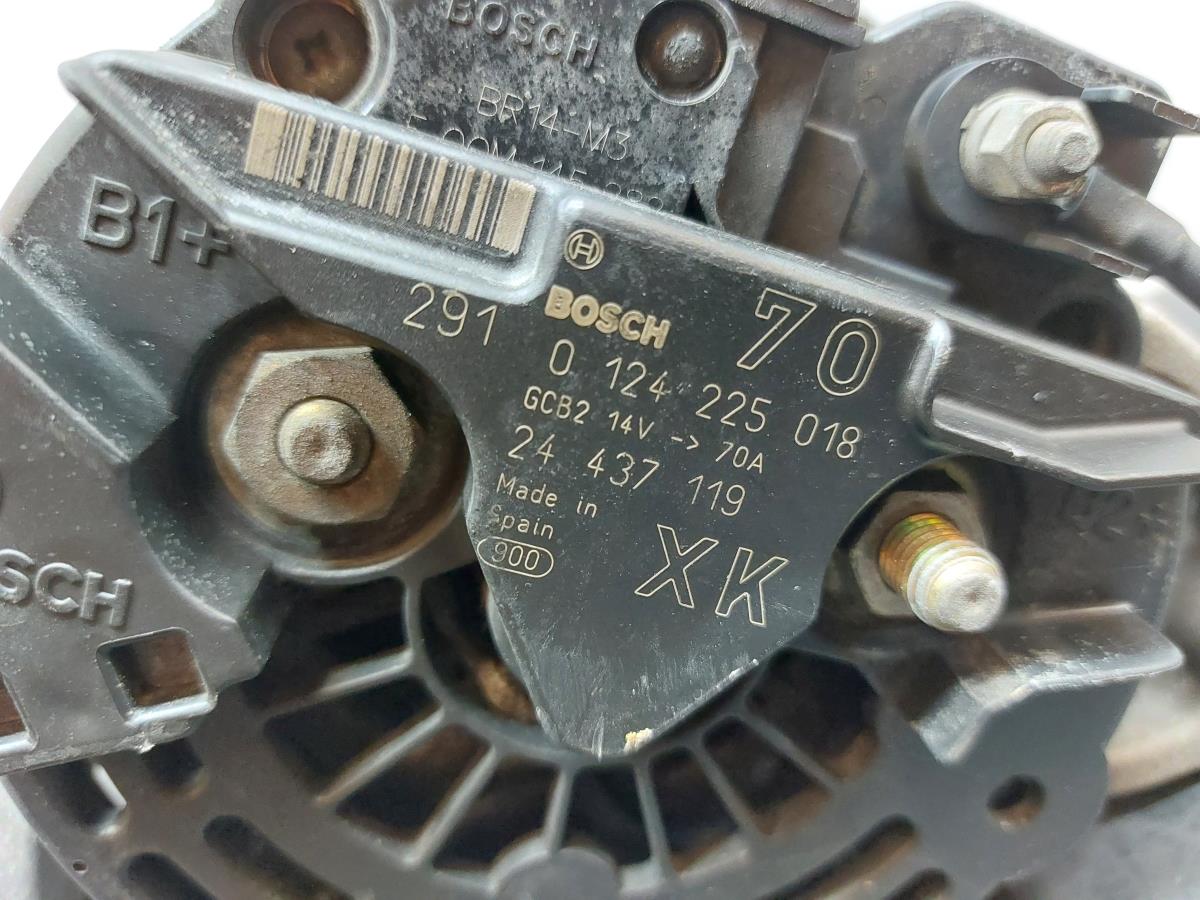 BOSCH
BR14-M3
B1+
BOSCH
70
291
0 124 225 018
GCB2 14V -> 70A
24 437 119
Made in
Spain
900
XK
OSCH